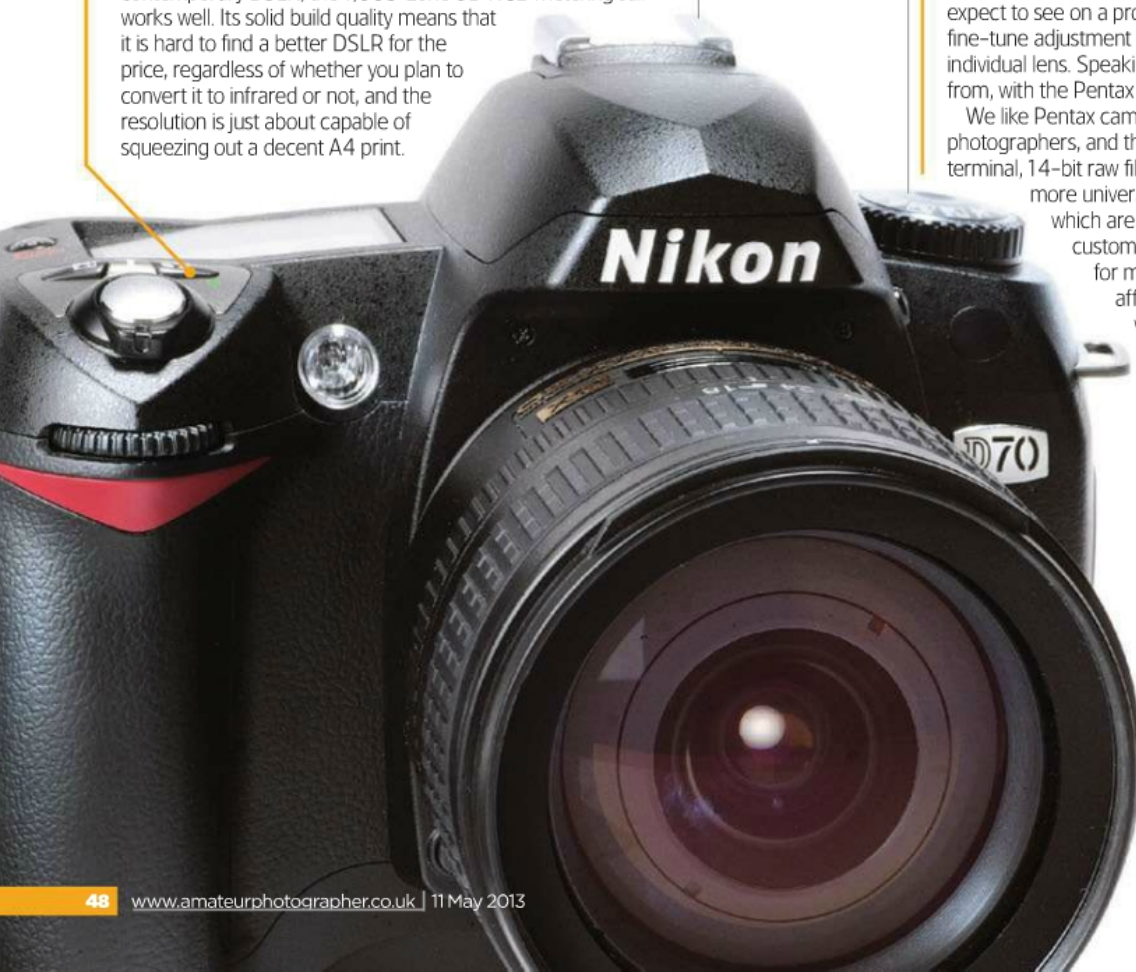 works well. Its solid build quality means that
it is hard to find a better DSLR for the
price, regardless of whether you plan to
convert it to infrared or not, and the
resolution is just about capable of
squeezing out a decent A4 print.
expect to see on a pro
fine-tune adjustment
individual lens. Speaki
from, with the Pentax
We like Pentax cam
photographers, and th
terminal, 14-bit raw fil
more univer
which are
custom
for m
aff
Nikon
D70
48 www.amateurphotographer.co.uk | 11 May 2013